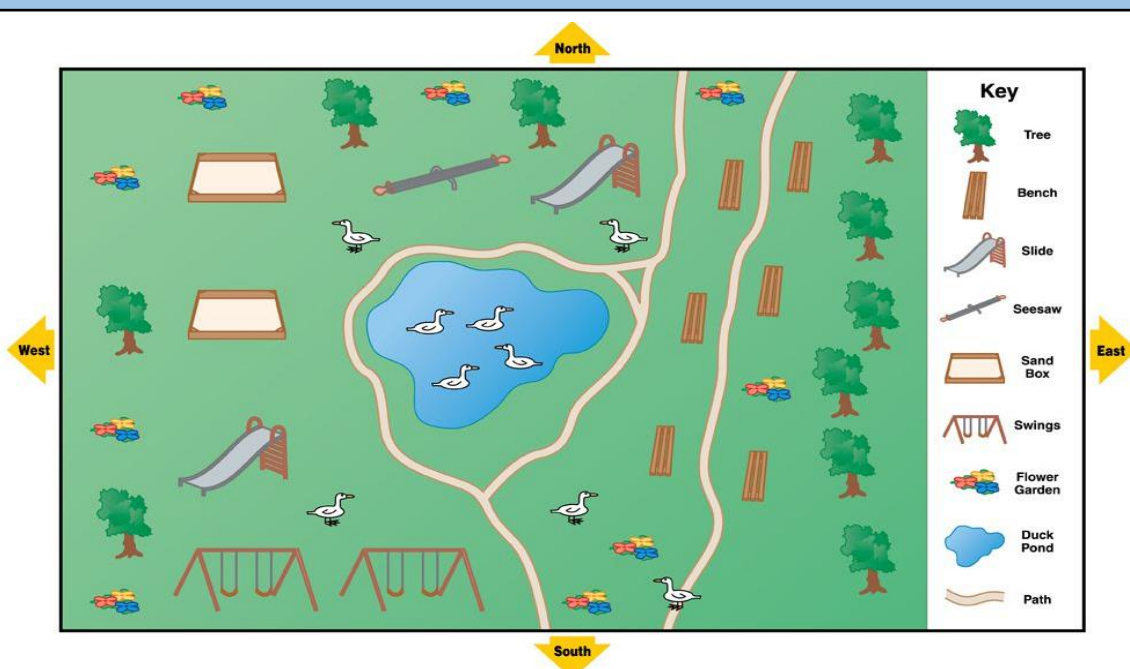 North
Key
Tree
Bench
Slide
Seesaw
West
East
Sand
Box
Swings
Flower
Garden
Duck
Pond
Path
South